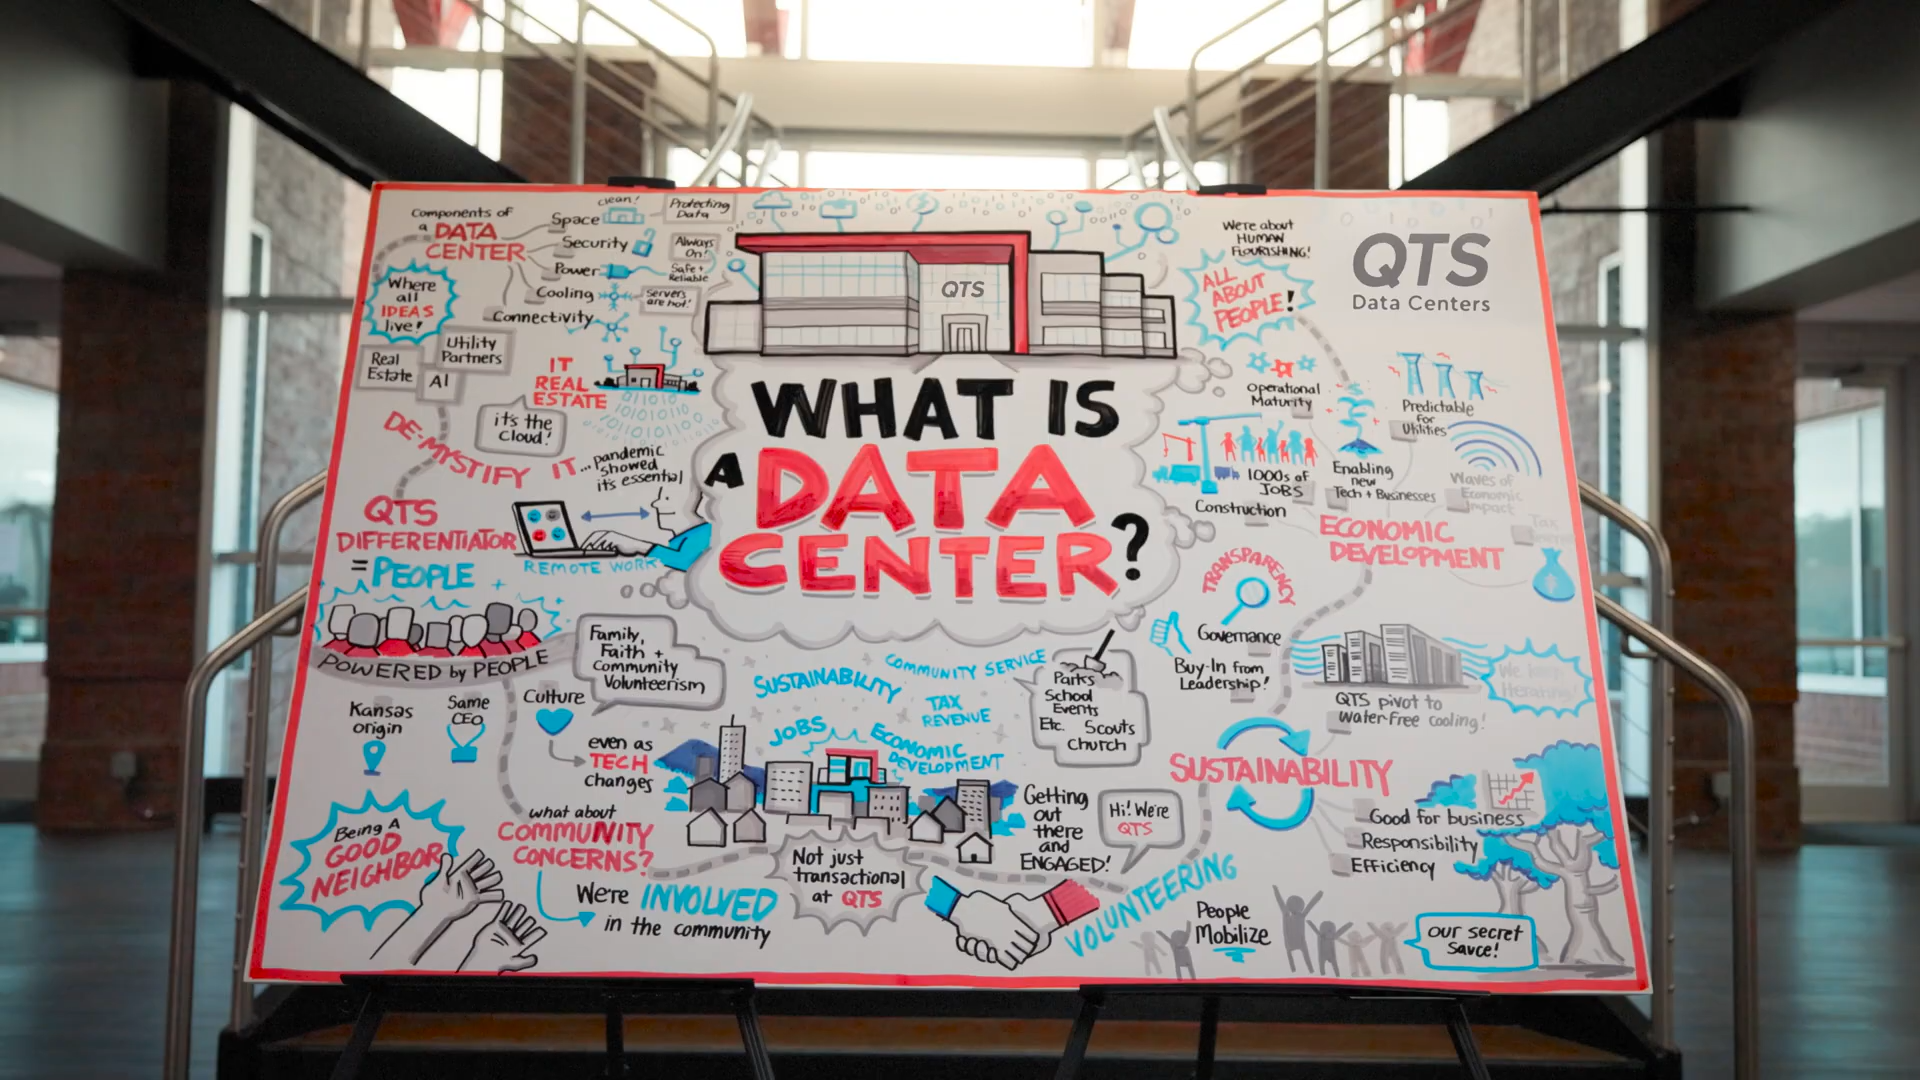 Components of
a DATA
CENTER
Space
clean!
Protecting
Data
Security
Always
On!
Power
Safe +
Reliable
Cooling
Servers
are hot!
Connectivity
Where
all
IDEAS
live!
Utility
Partners
Real
Estate
AI
IT
REAL
ESTATE
it's the
Cloud!
DE-MYSTIFY IT
...pandemic
showed
it's essential
REMOTE WORK
QTS
DIFFERENTIATOR
= PEOPLE
POWERED by PEOPLE
Family,
Faith +
Community
Volunteerism
Kansas
origin
Same
CEO
Culture
even as
TECH
changes
Being A
GOOD
NEIGHBOR
what about
COMMUNITY
CONCERNS?
We're INVOLVED
in the community
QTS
WHAT IS
A DATA
CENTER?
SUSTAINABILITY
COMMUNITY SERVICE
TAX
REVENUE
JOBS
ECONOMIC
DEVELOPMENT
Parks
School
Events
Etc. Scouts
Church
Not just
transactional
at QTS
Getting
out
there
and
ENGAGED!
Hi! We're
QTS
VOLUNTEERING
People
Mobilize
our secret
Sauce!
We're about
HUMAN
FLOURISHING!
ALL
ABOUT
PEOPLE!
QTS
Data Centers
Operational
Maturity
Predictable
for
Utilities
1000s of
JOBS
Construction
Enabling
new
Tech + Businesses
Waves of
Economic
Impact
Tax
ECONOMIC
DEVELOPMENT
TRANSPARENCY
Governance
Buy-In from
Leadership!
QTS pivot to
water-free cooling!
We keep
Iterating!
SUSTAINABILITY
Good for business
Responsibility
Efficiency